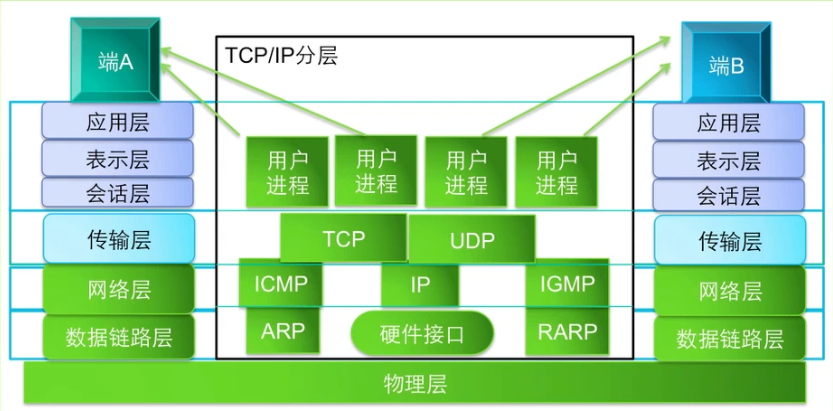 端A
TCP/IP分层
端B
应用层
表示层
会话层
传输层
网络层
数据链路层
用户
进程
用户
进程
用户
进程
用户
进程
TCP
UDP
ICMP
IP
IGMP
ARP
硬件接口
RARP
应用层
表示层
会话层
传输层
网络层
数据链路层
物理层